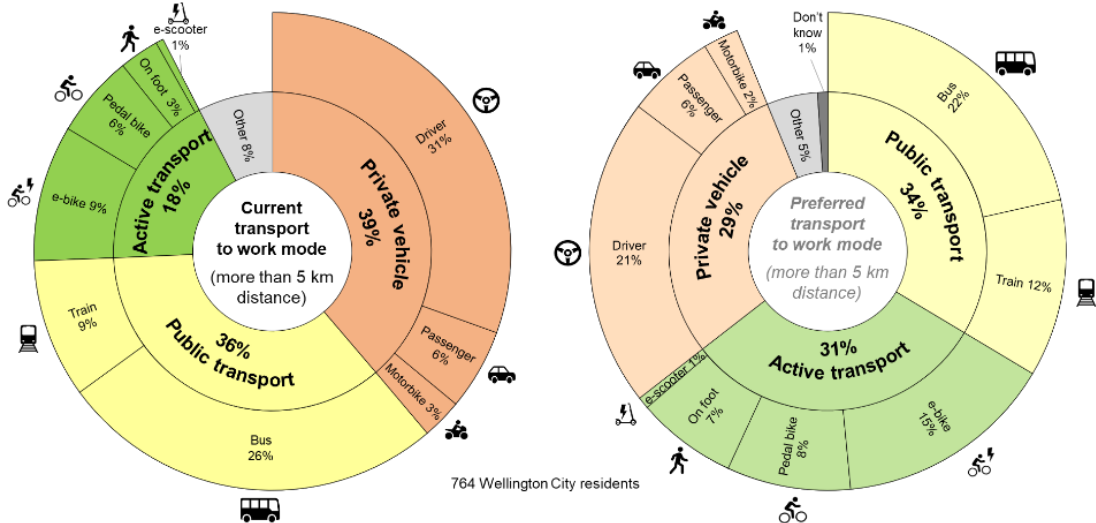 e-scooter
1%
On foot 3%
Pedal bike
6%
e-bike 9%
Active transport
18%
Other 8%
Driver
31%
Private vehicle
39%
Passenger
6%
Motorbike 3%
Current
transport
to work mode
(more than 5 km
distance)
Train
9%
36%
Public transport
Bus
26%
Don't
know
1%
Motorbike 2%
Passenger
6%
Driver
21%
Private vehicle
29%
Other 5%
Bus
22%
Public transport
34%
Train 12%
Preferred
transport
to work mode
(more than 5 km
distance)
31%
Active transport
e-scooter 1%
On foot
7%
Pedal bike
8%
e-bike
15%
764 Wellington City residents